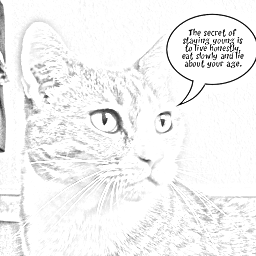 The secret of
staying young is
to live honestly,
eat slowly and lie
about your age.